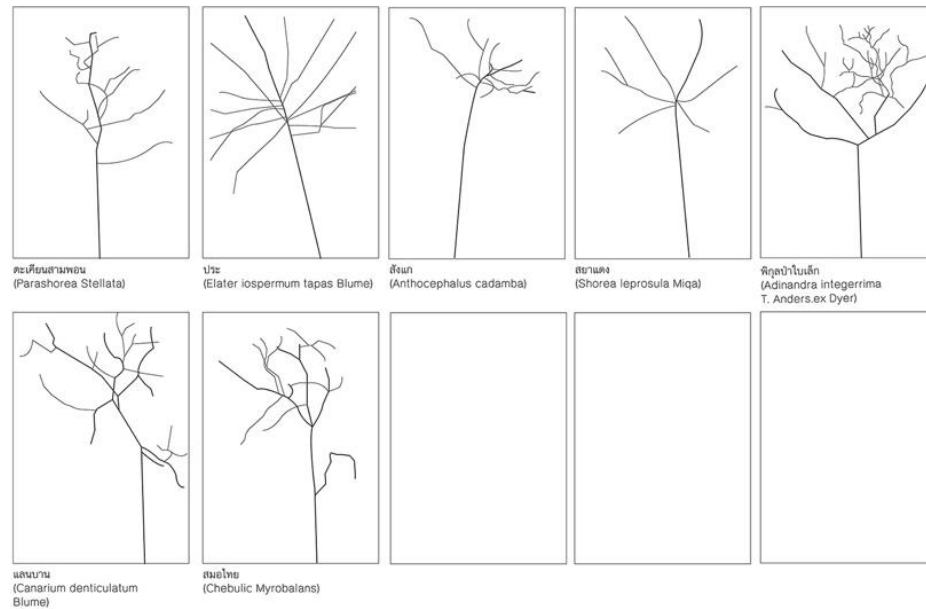 ตะเคียนสามพอน
(Parashorea Stellata)
ประ
(Elater iospermum tapas Blume)
สังแก
(Anthocephalus cadamba)
สยาแดง
(Shorea leprosula Miqa)
พิกุลป่าใบเล็ก
(Adinandra integerrima
T. Anders.ex Dyer)
แลนบาน
(Canarium denticulatum
Blume)
สมอไทย
(Chebulic Myrobalans)